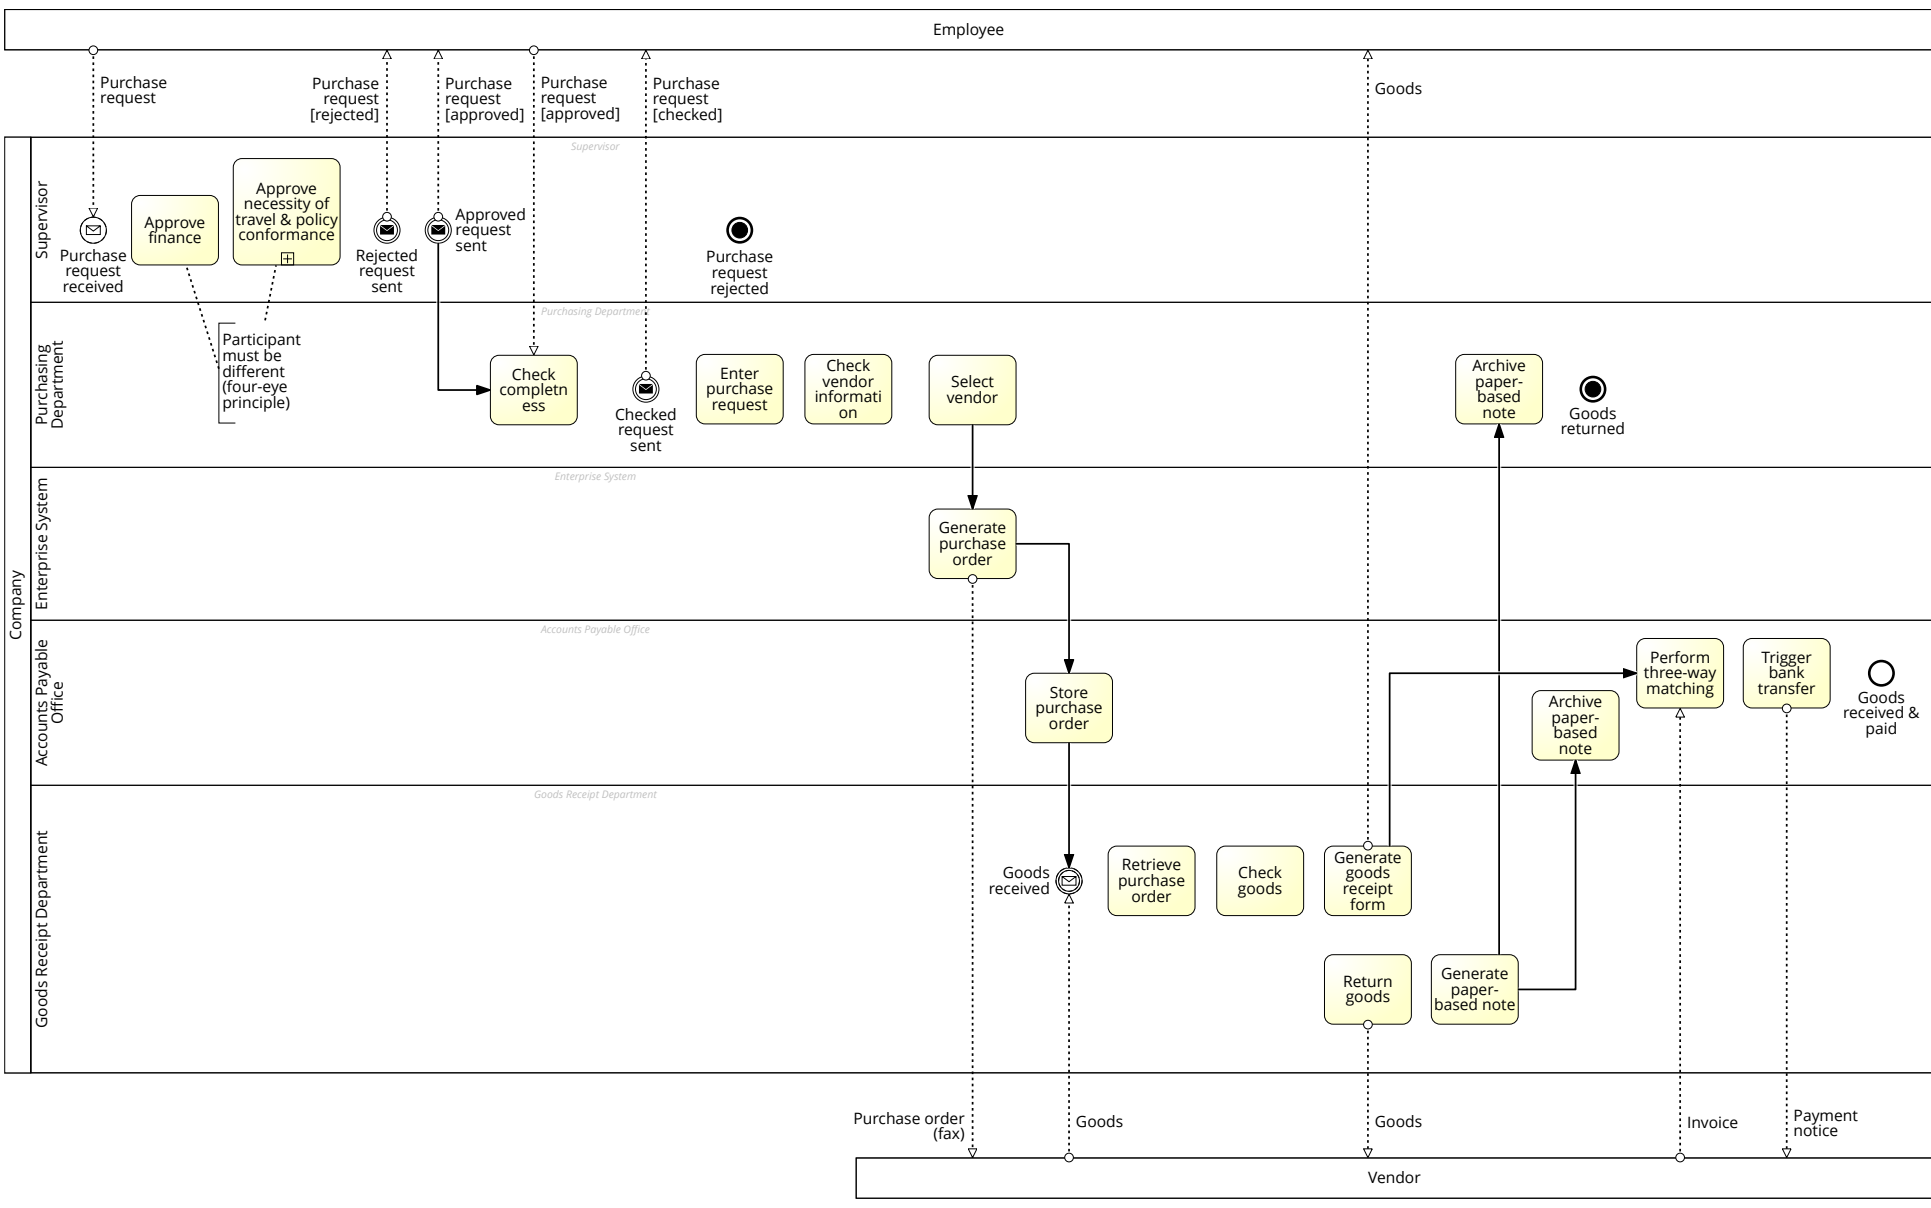 Employee
Purchase
request
Purchase
request
[rejected]
Purchase
request
[approved]
Purchase
request
[approved]
Purchase
request
[checked]
Goods
Company
Supervisor
Supervisor
Purchase
request
received
Approve
finance
Approve
necessity of
travel & policy
conformance
Rejected
request
sent
Approved
request
sent
Purchase
request
rejected
Purchasing
Department
Purchasing Department
Participant
must be
different
(four-eye
principle)
Check
completn
ess
Checked
request
sent
Enter
purchase
request
Check
vendor
informati
on
Select
vendor
Archive
paper-
based
note
Goods
returned
Enterprise System
Enterprise System
Generate
purchase
order
Accounts Payable
Office
Accounts Payable Office
Store
purchase
order
Archive
paper-
based
note
Perform
three-way
matching
Trigger
bank
transfer
Goods
received &
paid
Goods Receipt Department
Goods Receipt Department
Goods
received
Retrieve
purchase
order
Check
goods
Generate
goods
receipt
form
Return
goods
Generate
paper-
based note
Purchase order
(fax)
Goods
Goods
Invoice
Payment
notice
Vendor